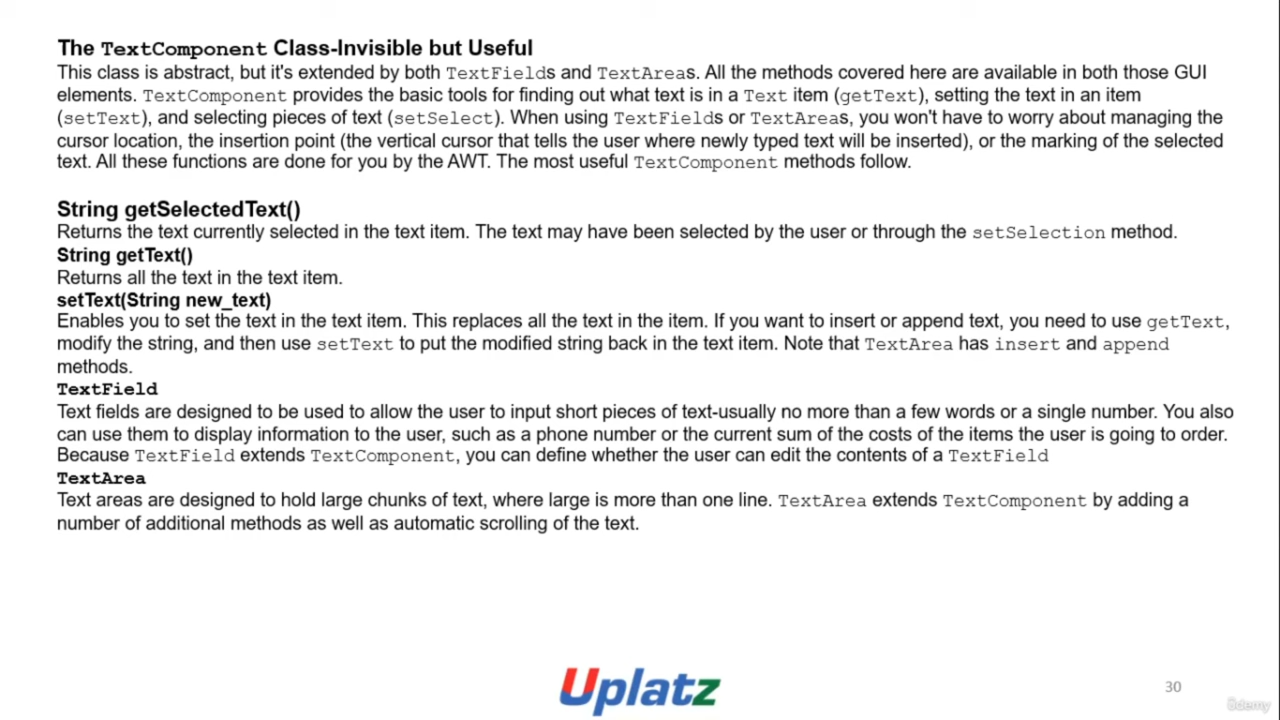 The TextComponent Class-Invisible but Useful
This class is abstract, but it's extended by both TextFields and TextAreas. All the methods covered here are available in both those GUI
elements. TextComponent provides the basic tools for finding out what text is in a Text item (getText), setting the text in an item
(setText), and selecting pieces of text (setSelect). When using TextFields or TextAreas, you won't have to worry about managing the
cursor location, the insertion point (the vertical cursor that tells the user where newly typed text will be inserted), or the marking of the selected
text. All these functions are done for you by the AWT. The most useful TextComponent methods follow.
String getSelectedText()
Returns the text currently selected in the text item. The text may have been selected by the user or through the setSelection method.
String getText()
Returns all the text in the text item.
setText(String new_text)
Enables you to set the text in the text item. This replaces all the text in the item. If you want to insert or append text, you need to use getText,
modify the string, and then use setText to put the modified string back in the text item. Note that TextArea has insert and append
methods.
TextField
Text fields are designed to be used to allow the user to input short pieces of text-usually no more than a few words or a single number. You also
can use them to display information to the user, such as a phone number or the current sum of the costs of the items the user is going to order.
Because TextField extends TextComponent, you can define whether the user can edit the contents of a TextField
TextArea
Text areas are designed to hold large chunks of text, where large is more than one line. TextArea extends TextComponent by adding a
number of additional methods as well as automatic scrolling of the text.
Uplatz
30
ûdemy